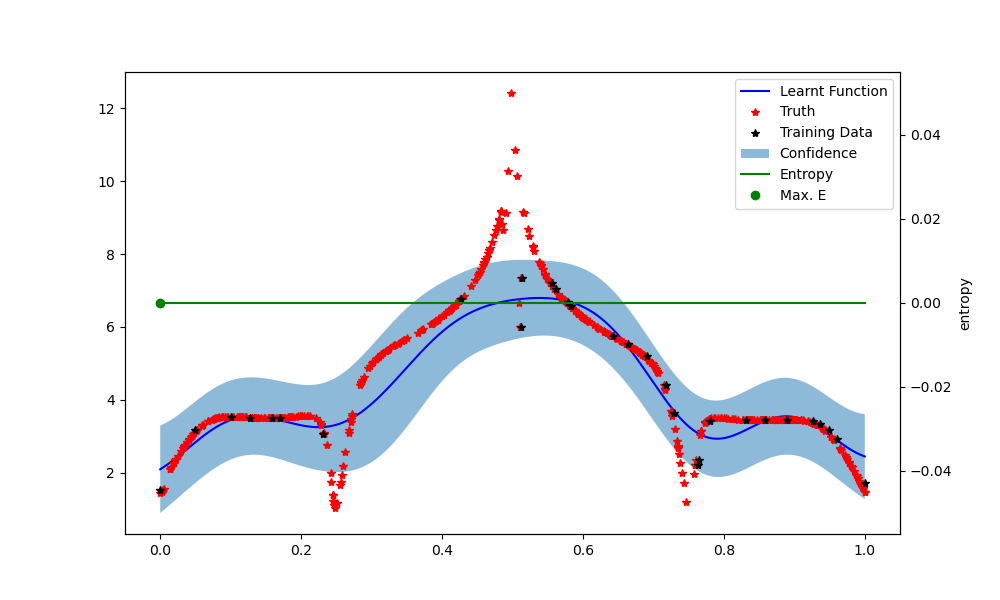 Learnt Function
Truth
Training Data
Confidence
Entropy
Max. E
12
10
8
6
4
2
0.04
0.02
0.00
−0.02
−0.04
entropy
0.0
0.2
0.4
0.6
0.8
1.0